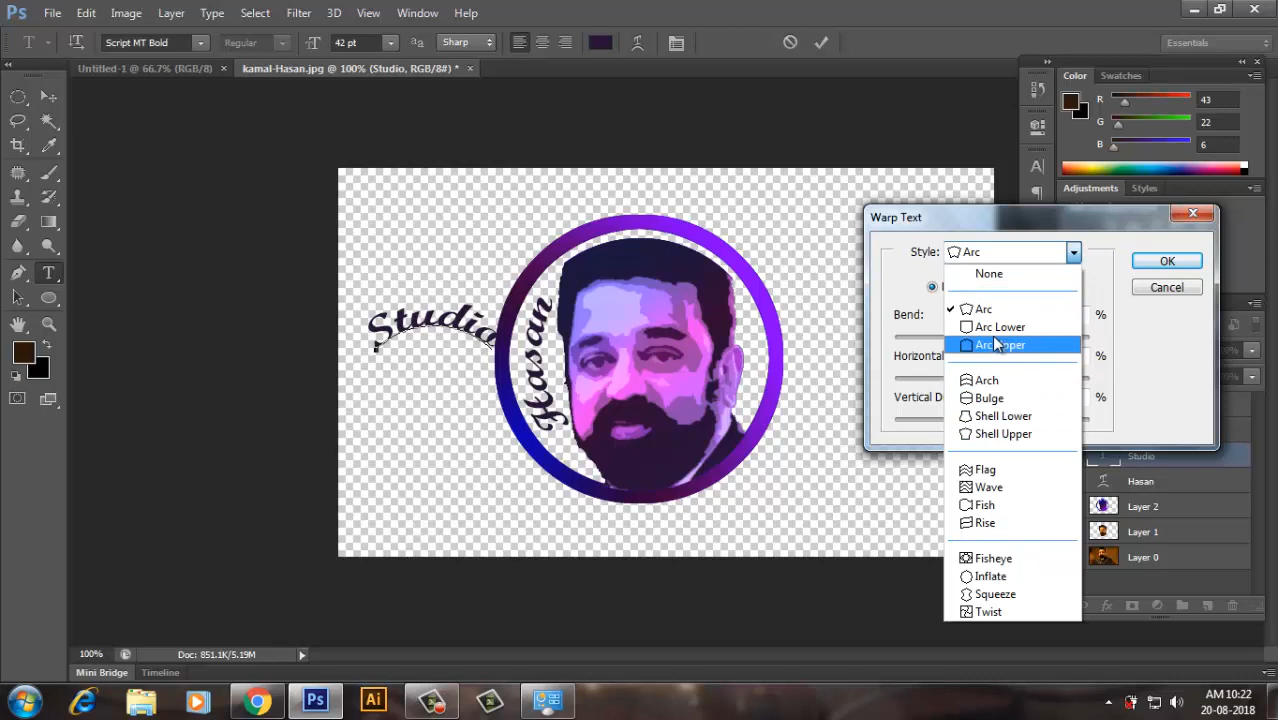 Ps File Edit Image Layer Type Select Filter 3D View Window Help
T Script MT Bold Regular 42 pt aa Sharp Essentials
Untitled-1 @ 66.7% (RGB/8) × kamal-Hasan.jpg @ 100% (Studio, RGB/8#) * ×
Color Swatches
R 43
G 22
B 6
Adjustments Styles
Warp Text
Style: Arc
OK
Cancel
None
Bend: %
Horizontal %
Vertical D %
Arc
Arc Lower
Arch
Bulge
Shell Lower
Shell Upper
Flag
Wave
Fish
Rise
Fisheye
Inflate
Squeeze
Twist
Studio
Hasan
Studio
Hasan
Layer 2
Layer 1
Layer 0
100% Doc: 851.1K/5.19M
Mini Bridge Timeline
Ps Ai
AM 10:22
20-08-2018